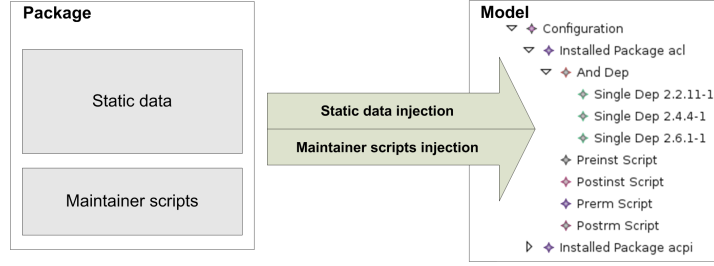 Package
Static data
Maintainer scripts
Static data injection
Maintainer scripts injection
Model
Configuration
Installed Package acl
And Dep
Single Dep 2.2.11-1
Single Dep 2.4.4-1
Single Dep 2.6.1-1
Preinst Script
Postinst Script
Prerm Script
Postrm Script
Installed Package acpi